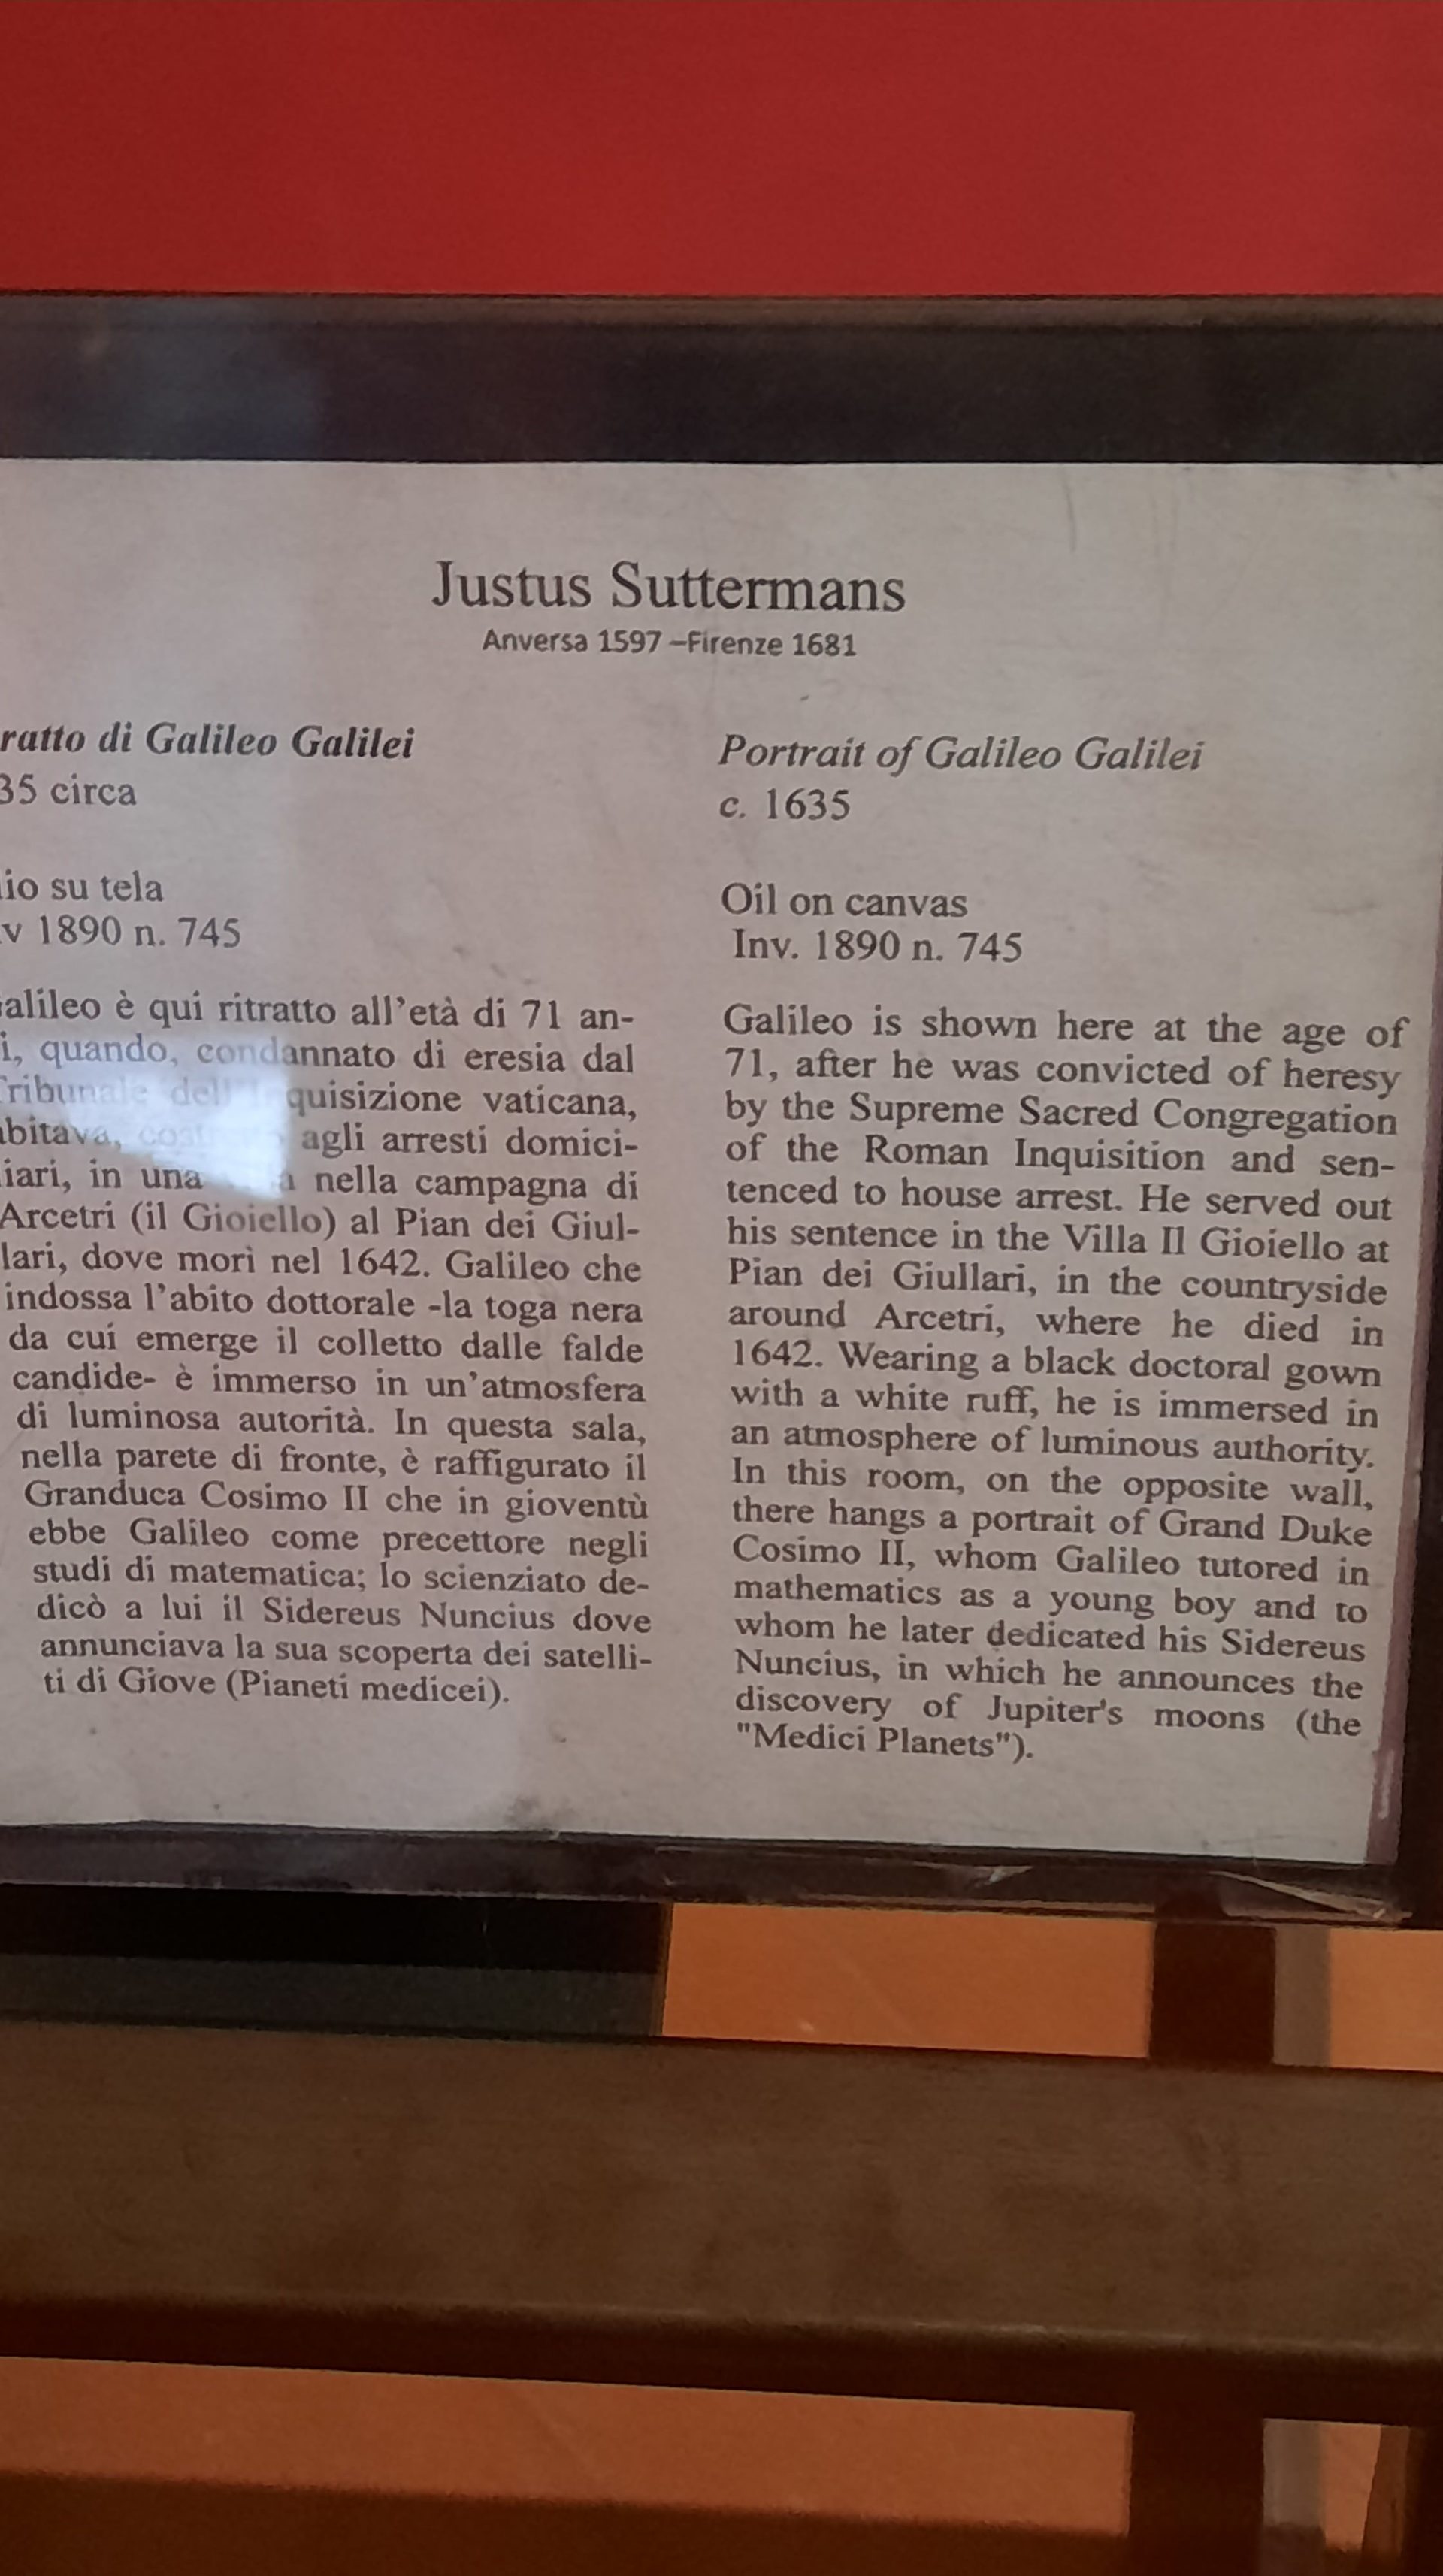 Justus Suttermans
Anversa 1597 –Firenze 1681
ratto di Galileo Galilei
35 circa
io su tela
v 1890 n. 745
alileo è qui ritratto all'età di 71 an-
i, quando, condannato di eresia dal
Tribunale dell'Inquisizione vaticana,
abitava, agli arresti domici-
iari, in una nella campagna di
Arcetri (il Gioiello) al Pian dei Giul-
lari, dove morì nel 1642. Galileo che
indossa l'abito dottorale -la toga nera
da cui emerge il colletto dalle falde
candide- è immerso in un'atmosfera
di luminosa autorità. In questa sala,
nella parete di fronte, è raffigurato il
Granduca Cosimo II che in gioventù
ebbe Galileo come precettore negli
studi di matematica; lo scienziato de-
dicò a lui il Sidereus Nuncius dove
annunciava la sua scoperta dei satelli-
ti di Giove (Pianeti medicei).
Portrait of Galileo Galilei
c. 1635
Oil on canvas
Inv. 1890 n. 745
Galileo is shown here at the age of
71, after he was convicted of heresy
by the Supreme Sacred Congregation
of the Roman Inquisition and sen-
tenced to house arrest. He served out
his sentence in the Villa Il Gioiello at
Pian dei Giullari, in the countryside
around Arcetri, where he died in
1642. Wearing a black doctoral gown
with a white ruff, he is immersed in
an atmosphere of luminous authority.
In this room, on the opposite wall,
there hangs a portrait of Grand Duke
Cosimo II, whom Galileo tutored in
mathematics as a young boy and to
whom he later dedicated his Sidereus
Nuncius, in which he announces the
discovery of Jupiter's moons (the
"Medici Planets").